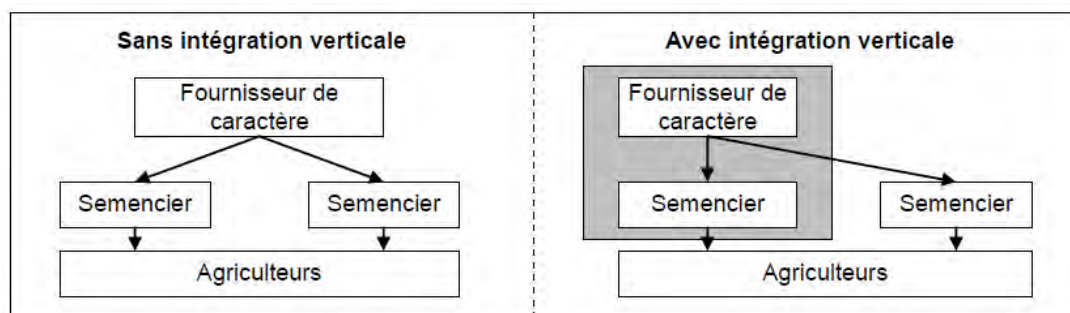 Sans intégration verticale
Fournisseur de
caractère
Semencier
Semencier
Agriculteurs
Avec intégration verticale
Fournisseur de
caractère
Semencier
Semencier
Agriculteurs